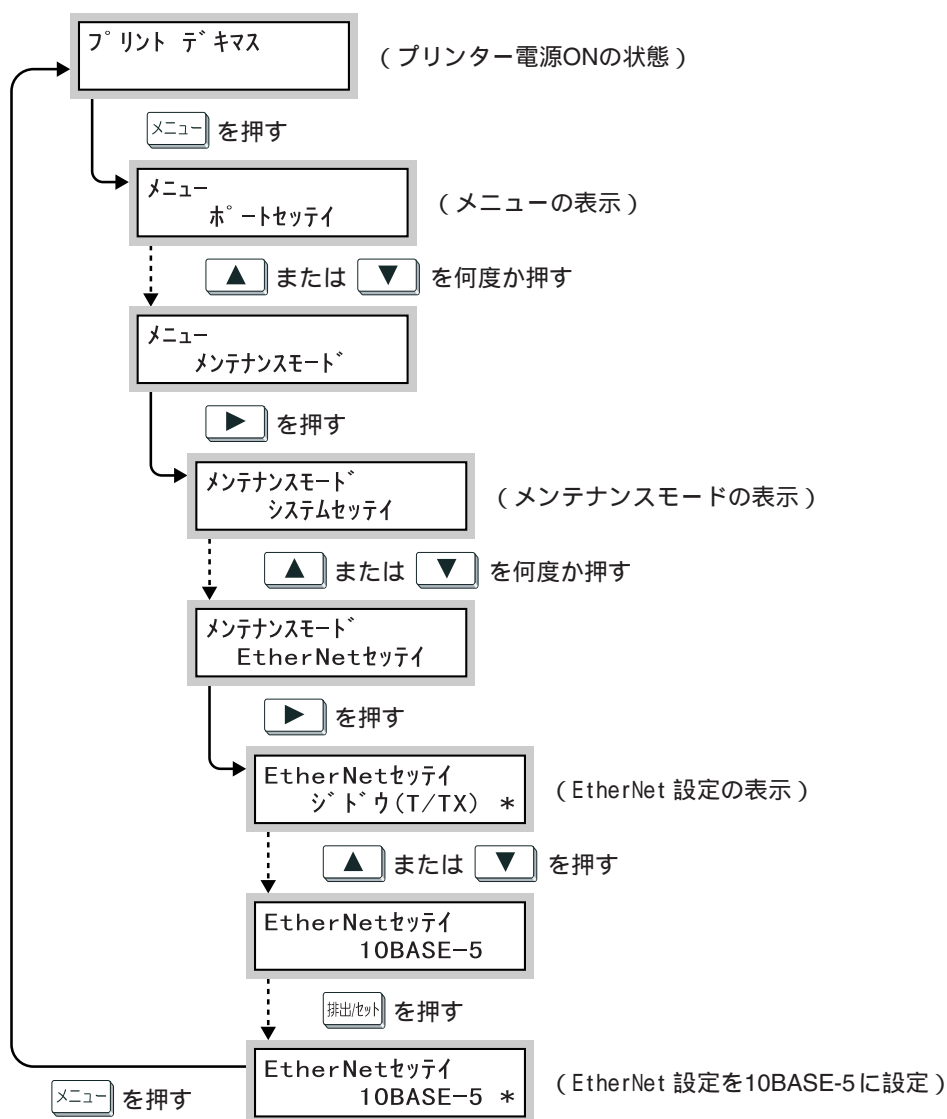 プリント デキマス
(プリンター電源ONの状態)
メニュー を押す
メニュー
ポートセッテイ
(メニューの表示)
▲ または ▼ を何度か押す
メニュー
メンテナンスモード
▶ を押す
メンテナンスモード
システムセッテイ
(メンテナンスモードの表示)
▲ または ▼ を何度か押す
メンテナンスモード
EtherNetセッテイ
▶ を押す
EtherNetセッテイ
ジドウ(T/TX) *
(EtherNet 設定の表示)
▲ または ▼ を押す
EtherNetセッテイ
10BASE-5
排出/セット を押す
EtherNetセッテイ
10BASE-5 *
(EtherNet 設定を10BASE-5に設定)
メニュー を押す